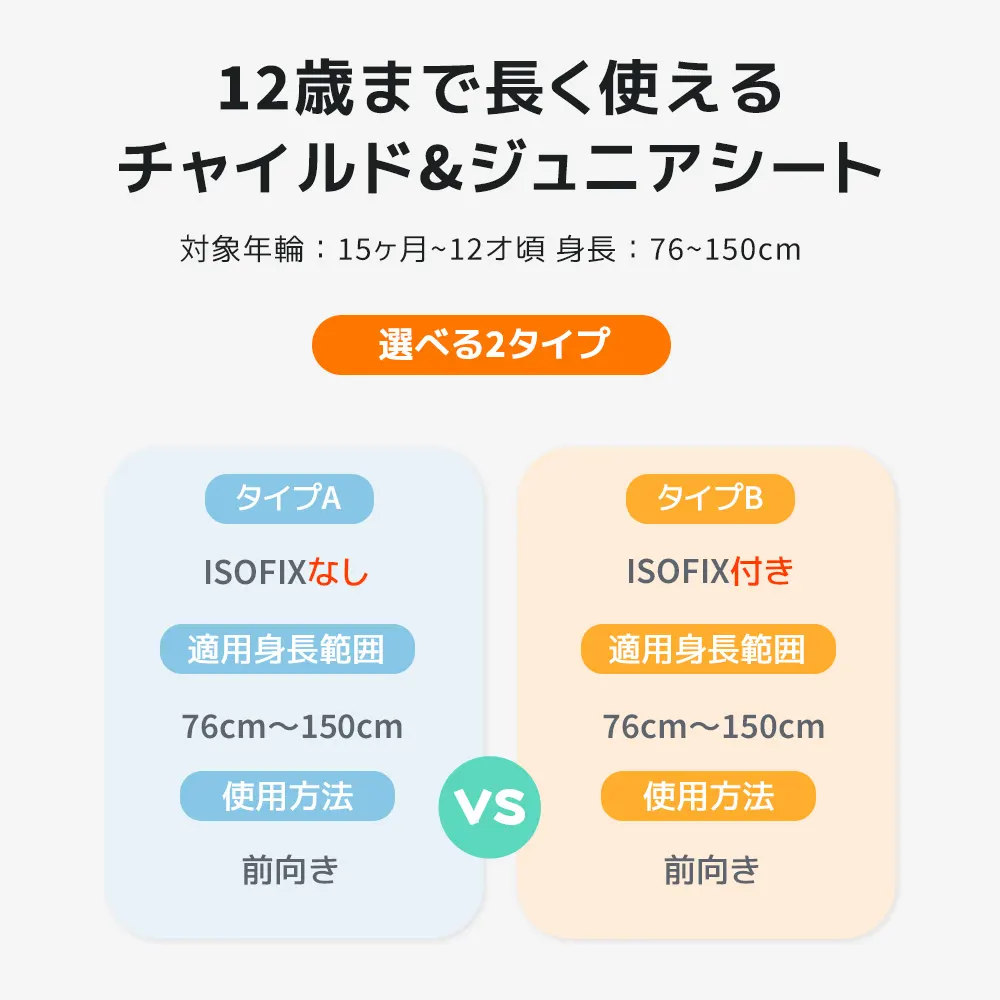 12歳まで長く使える
チャイルド&ジュニアシート
対象年輪：15ヶ月~12才頃 身長：76~150cm
選べる2タイプ
タイプA
ISOFIXなし
適用身長範囲
76cm～150cm
使用方法
前向き
VS
タイプB
ISOFIX付き
適用身長範囲
76cm～150cm
使用方法
前向き